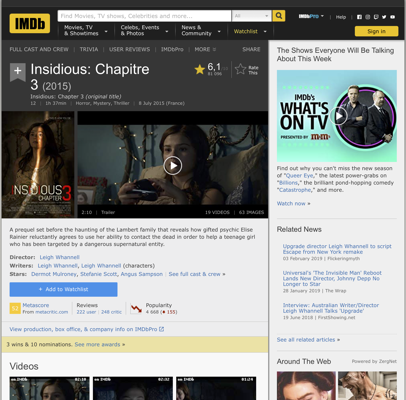 IMDb
Find Movies, TV shows, Celebrities and more...
All
IMDbPro
Help
Movies, TV & Showtimes
Celebs, Events & Photos
News & Community
Watchlist
Sign in
FULL CAST AND CREW | TRIVIA | USER REVIEWS | IMDbPro | MORE
SHARE
Insidious: Chapitre 3 (2015)
6,1
Rate This
Insidious: Chapter 3 (original title)
12 | 1h 37min | Horror, Mystery, Thriller | 8 July 2015 (France)
CHAPTER 3
2:10 | Trailer
19 VIDEOS | 63 IMAGES
A prequel set before the haunting of the Lambert family that reveals how gifted psychic Elise
Rainier reluctantly agrees to use her ability to contact the dead in order to help a teenage girl
who has been targeted by a dangerous supernatural entity.
Director: Leigh Whannell
Writers: Leigh Whannell, Leigh Whannell (characters)
Stars: Dermot Mulroney, Stefanie Scott, Angus Sampson | See full cast & crew »
+ Add to Watchlist
Metascore
From metacritic.com
Reviews
222 user | 248 critic
Popularity
4 668 (155)
View production, box office, & company info on IMDbPro
3 wins & 10 nominations. See more awards »
Videos
The Shows Everyone Will Be Talking
About This Week
IMDb's
WHAT'S
ON TV
PRESENTED BY m&m's
Find out why you can't miss the new
season of "Queer Eye," the latest power-grabs on
"Billions," the brilliant pond-hopping comedy
"Catastrophe," and more.
Watch now »
Related News
Upgrade director Leigh Whannell to script
Escape from New York remake
03 February 2019 | Flickeringmyth
Universal's 'The Invisible Man' Reboot
Lands New Director, Johnny Depp No
Longer to Star
28 January 2019 | The Wrap
Interview: Australian Writer/Director
Leigh Whannell Talks 'Upgrade'
19 June 2018 | FirstShowing.net
See all related articles »
Around The Web
Powered by ZergNet